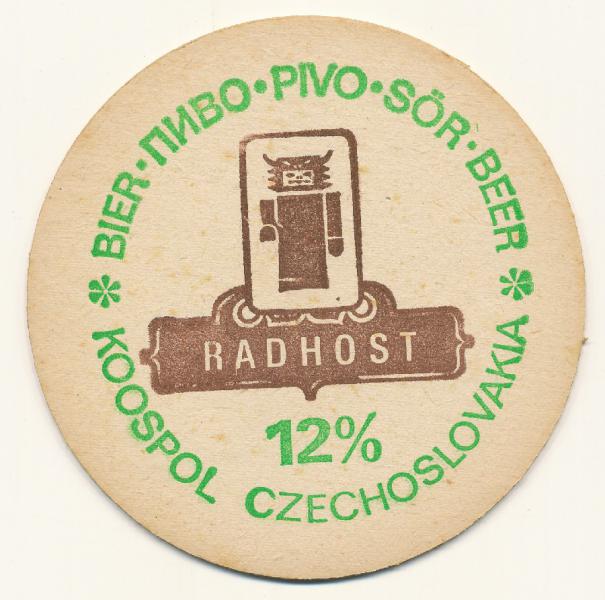 BIER·ПИВО·PIVO·SÖR·BEER
RADHOST
12%
KOOSPOL CZECHOSLOVAKIA